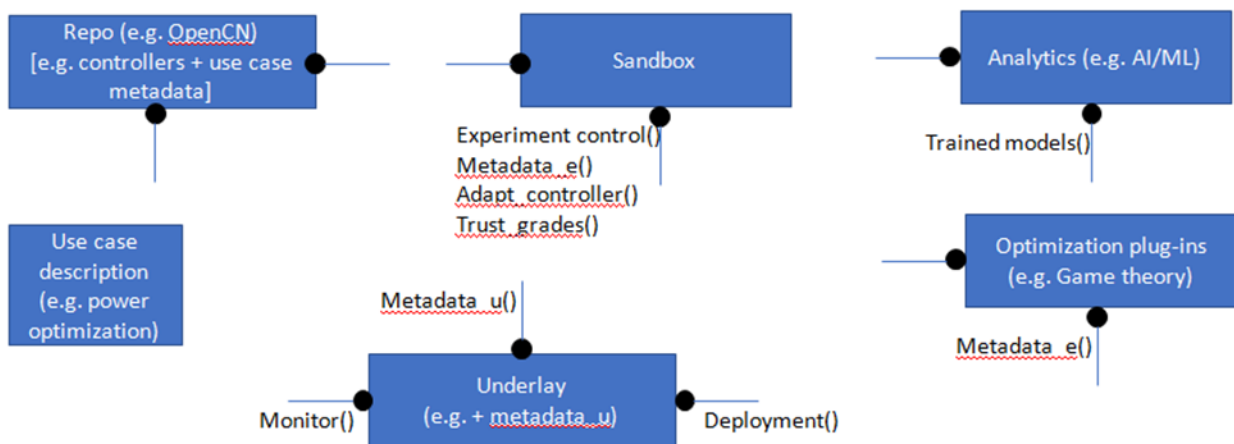 Repo (e.g. OpenCN)
[e.g. controllers + use case
metadata]
Sandbox
Analytics (e.g. AI/ML)
Experiment control()
Metadata_e()
Adapt_controller()
Trust_grades()
Trained models()
Use case
description
(e.g. power
optimization)
Optimization plug-ins
(e.g. Game theory)
Metadata_u()
Metadata_e()
Underlay
(e.g. + metadata_u)
Monitor()
Deployment()